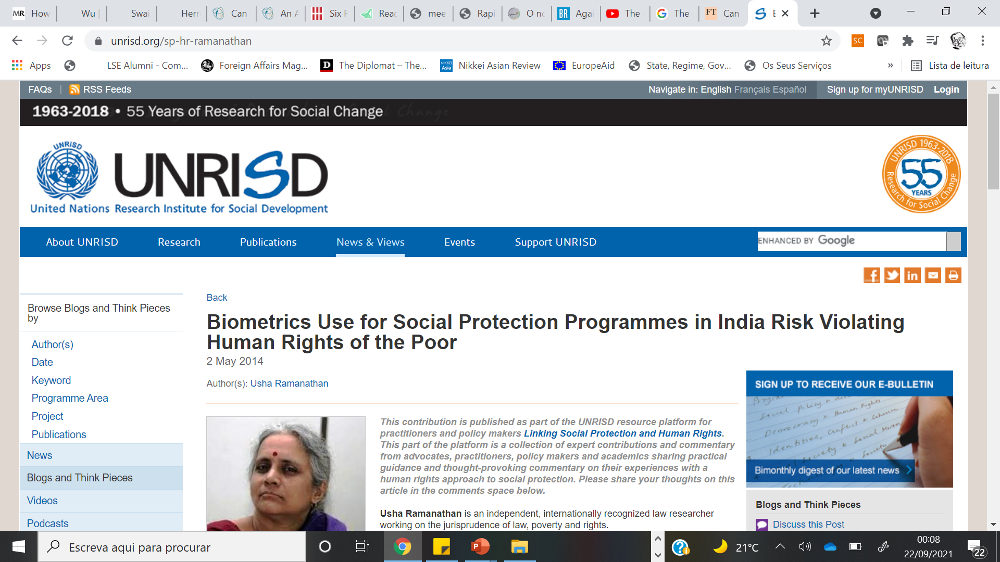 MR How
Wu
Swai
Herr
Can
An A
Six F
Reac
mee
Rapi
O no
BR Agai
The
The
FT Can
unrisd.org/sp-hr-ramanathan
SC
Apps
LSE Alumni - Com...
Foreign Affairs Mag...
D The Diplomat – The...
NIKKEI Asia Nikkei Asian Review
EuropeAid
State, Regime, Gov...
Os Seus Serviços
»
Lista de leitura
FAQs | RSS Feeds
Navigate in: English Français Español
Sign up for myUNRISD Login
1963-2018 • 55 Years of Research for Social Change
UNRISD
UNRISD
United Nations Research Institute for Social Development
UNRISD 1963-2018
55
YEARS
Research for Social Change
About UNRISD
Research
Publications
News & Views
Events
Support UNRISD
ENHANCED BY Google
Back
Browse Blogs and Think Pieces
by
Author(s)
Date
Keyword
Programme Area
Project
Publications
News
Blogs and Think Pieces
Videos
Podcasts
Biometrics Use for Social Protection Programmes in India Risk Violating
Human Rights of the Poor
2 May 2014
Author(s): Usha Ramanathan
This contribution is published as part of the UNRISD resource platform for
practitioners and policy makers Linking Social Protection and Human Rights.
This part of the platform is a collection of expert contributions and commentary
from advocates, practitioners, policy makers and academics sharing practical
guidance and thought-provoking commentary on their experiences with a
human rights approach to social protection. Please share your thoughts on this
article in the comments space below.
Usha Ramanathan is an independent, internationally recognized law researcher
working on the jurisprudence of law, poverty and rights.
SIGN UP TO RECEIVE OUR E-BULLETIN
Bimonthly digest of our latest news
Blogs and Think Pieces
Discuss this Post
Escreva aqui para procurar
21°C
00:08
22/09/2021
22